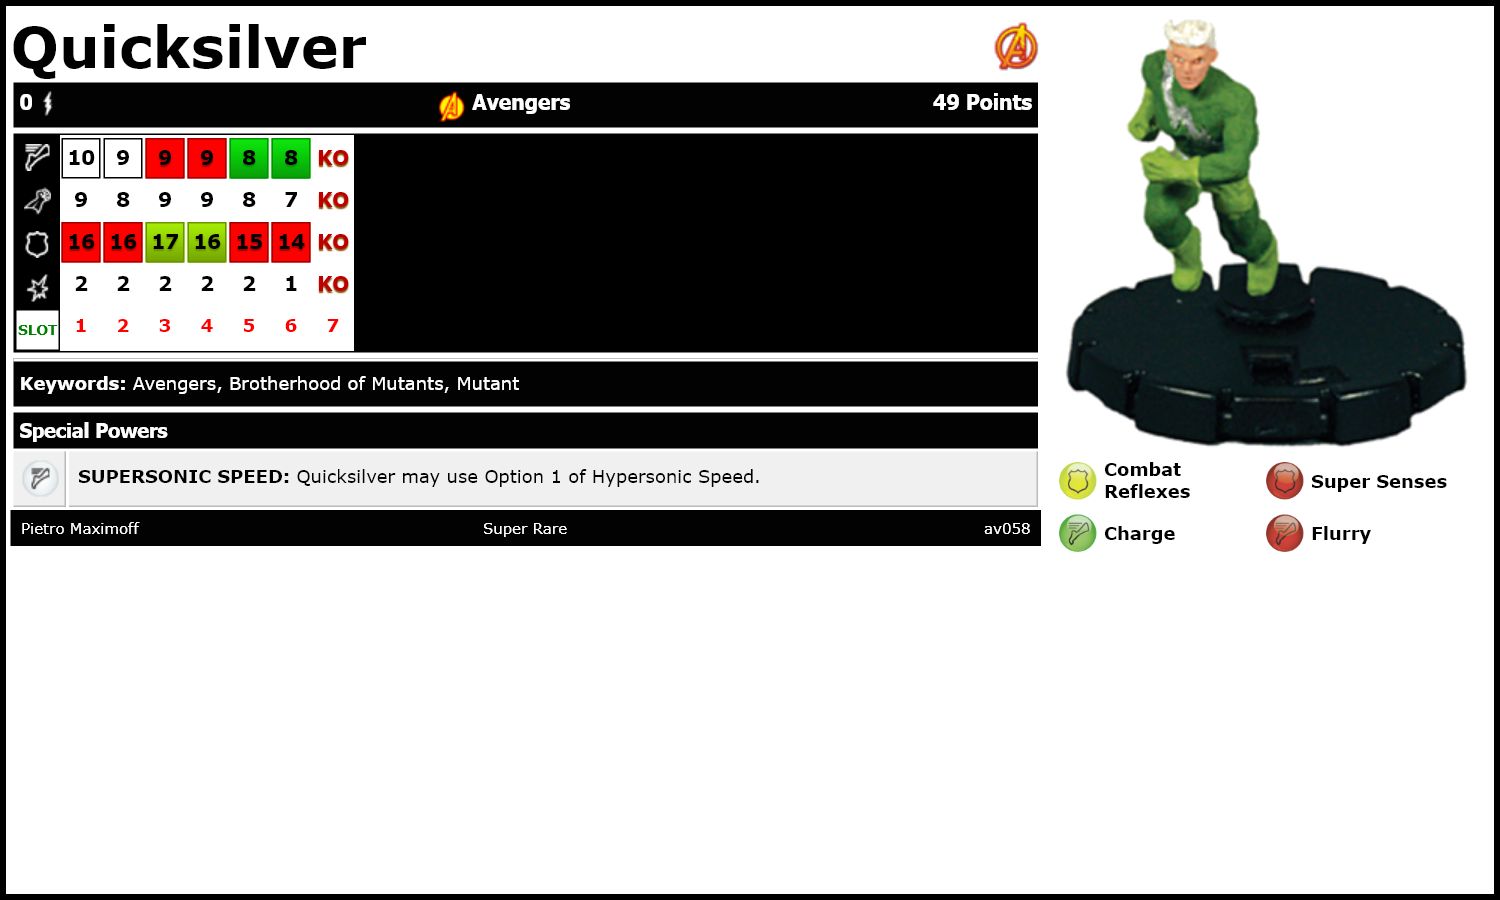 Quicksilver
0 Avengers 49 Points
10 9 9 9 8 8 KO
9 8 9 9 8 7 KO
16 16 17 16 15 14 KO
2 2 2 2 2 1 KO
SLOT 1 2 3 4 5 6 7
Keywords: Avengers, Brotherhood of Mutants, Mutant
Special Powers
SUPERSONIC SPEED: Quicksilver may use Option 1 of Hypersonic Speed.
Pietro Maximoff Super Rare av058
Combat
Reflexes
Super Senses
Charge
Flurry